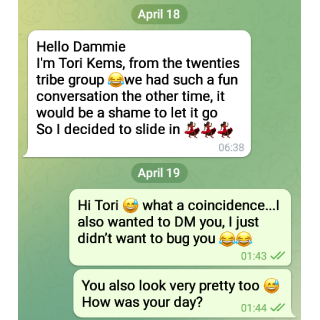 April 18
Hello Dammie
I'm Tori Kems, from the twenties
tribe group 😂we had such a fun
conversation the other time, it
would be a shame to let it go
So I decided to slide in 💃💃💃
06:38
April 19
Hi Tori 😅 what a coincidence...I
also wanted to DM you, I just
didn't want to bug you 😂😂
01:43
You also look very pretty too 😅
How was your day?
01:44